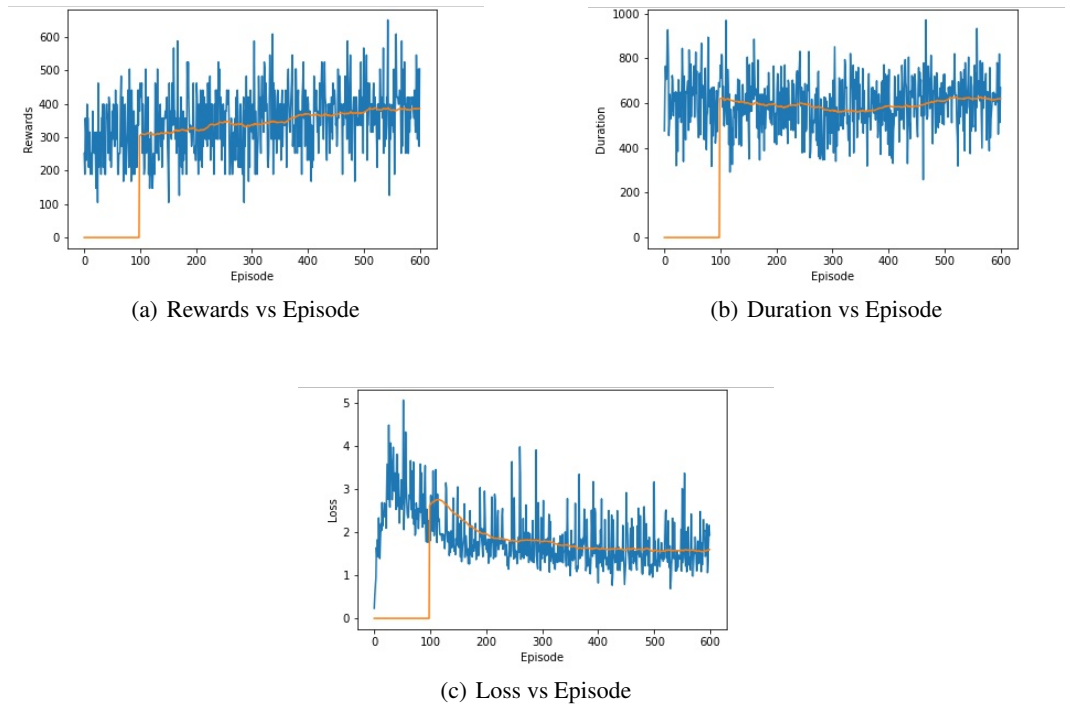 600
500
400
300
200
100
0
Rewards
0 100 200 300 400 500 600
Episode
(a) Rewards vs Episode
1000
800
600
400
200
0
Duration
0 100 200 300 400 500 600
Episode
(b) Duration vs Episode
5
4
3
2
1
0
Loss
0 100 200 300 400 500 600
Episode
(c) Loss vs Episode